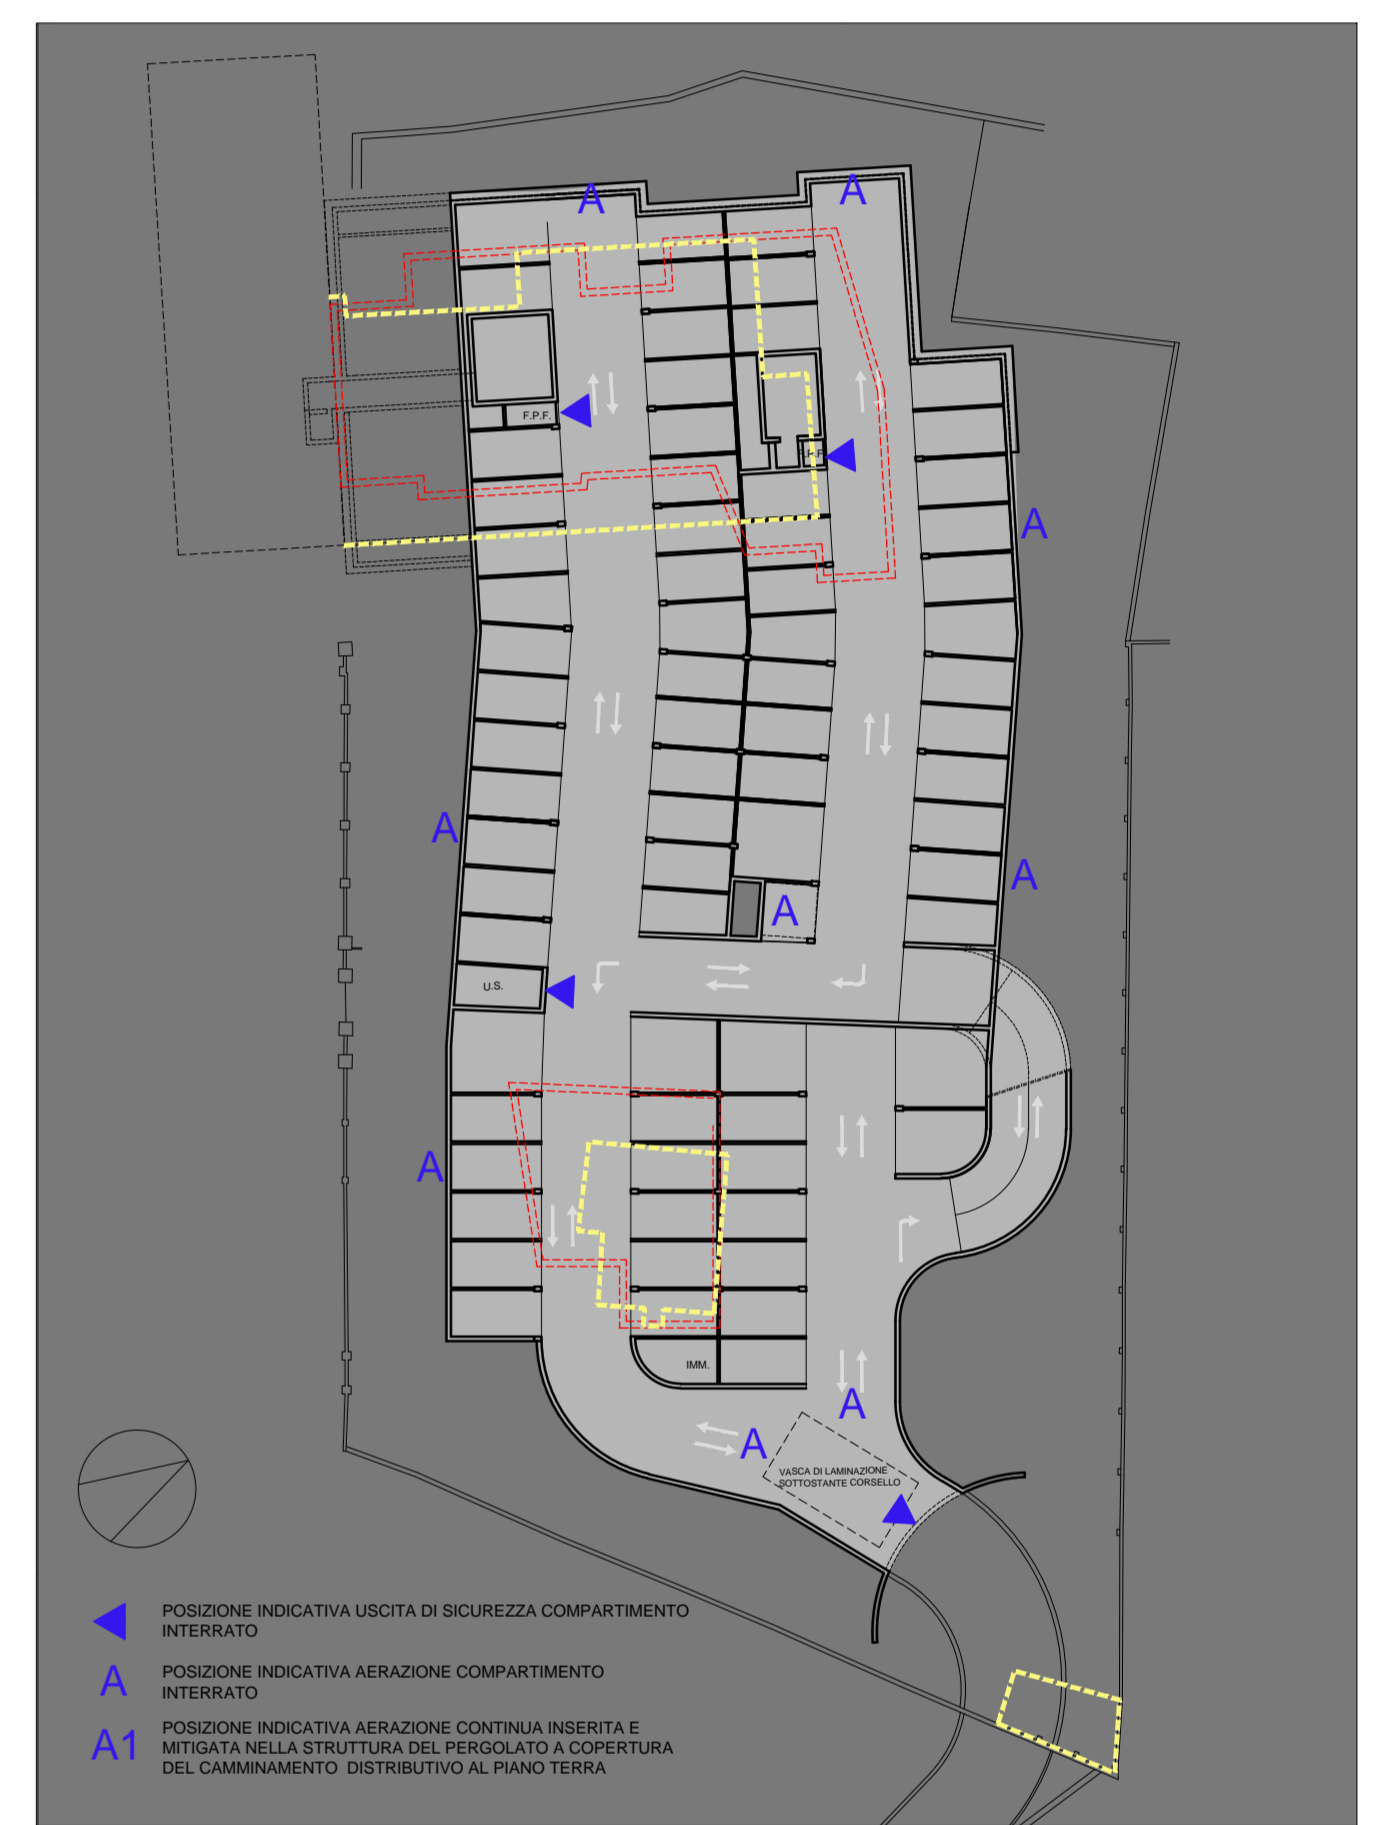 A
A
F.P.F.
F.P.F.
A
A
A
A
U.S.
A
IMM.
A
A
VASCA DI LAMINAZIONE
SOTTOSTANTE CORSELLO
POSIZIONE INDICATIVA USCITA DI SICUREZZA COMPARTIMENTO
INTERRATO
A
POSIZIONE INDICATIVA AERAZIONE COMPARTIMENTO
INTERRATO
A1
POSIZIONE INDICATIVA AERAZIONE CONTINUA INSERITA E
MITIGATA NELLA STRUTTURA DEL PERGOLATO A COPERTURA
DEL CAMMINAMENTO DISTRIBUTIVO AL PIANO TERRA